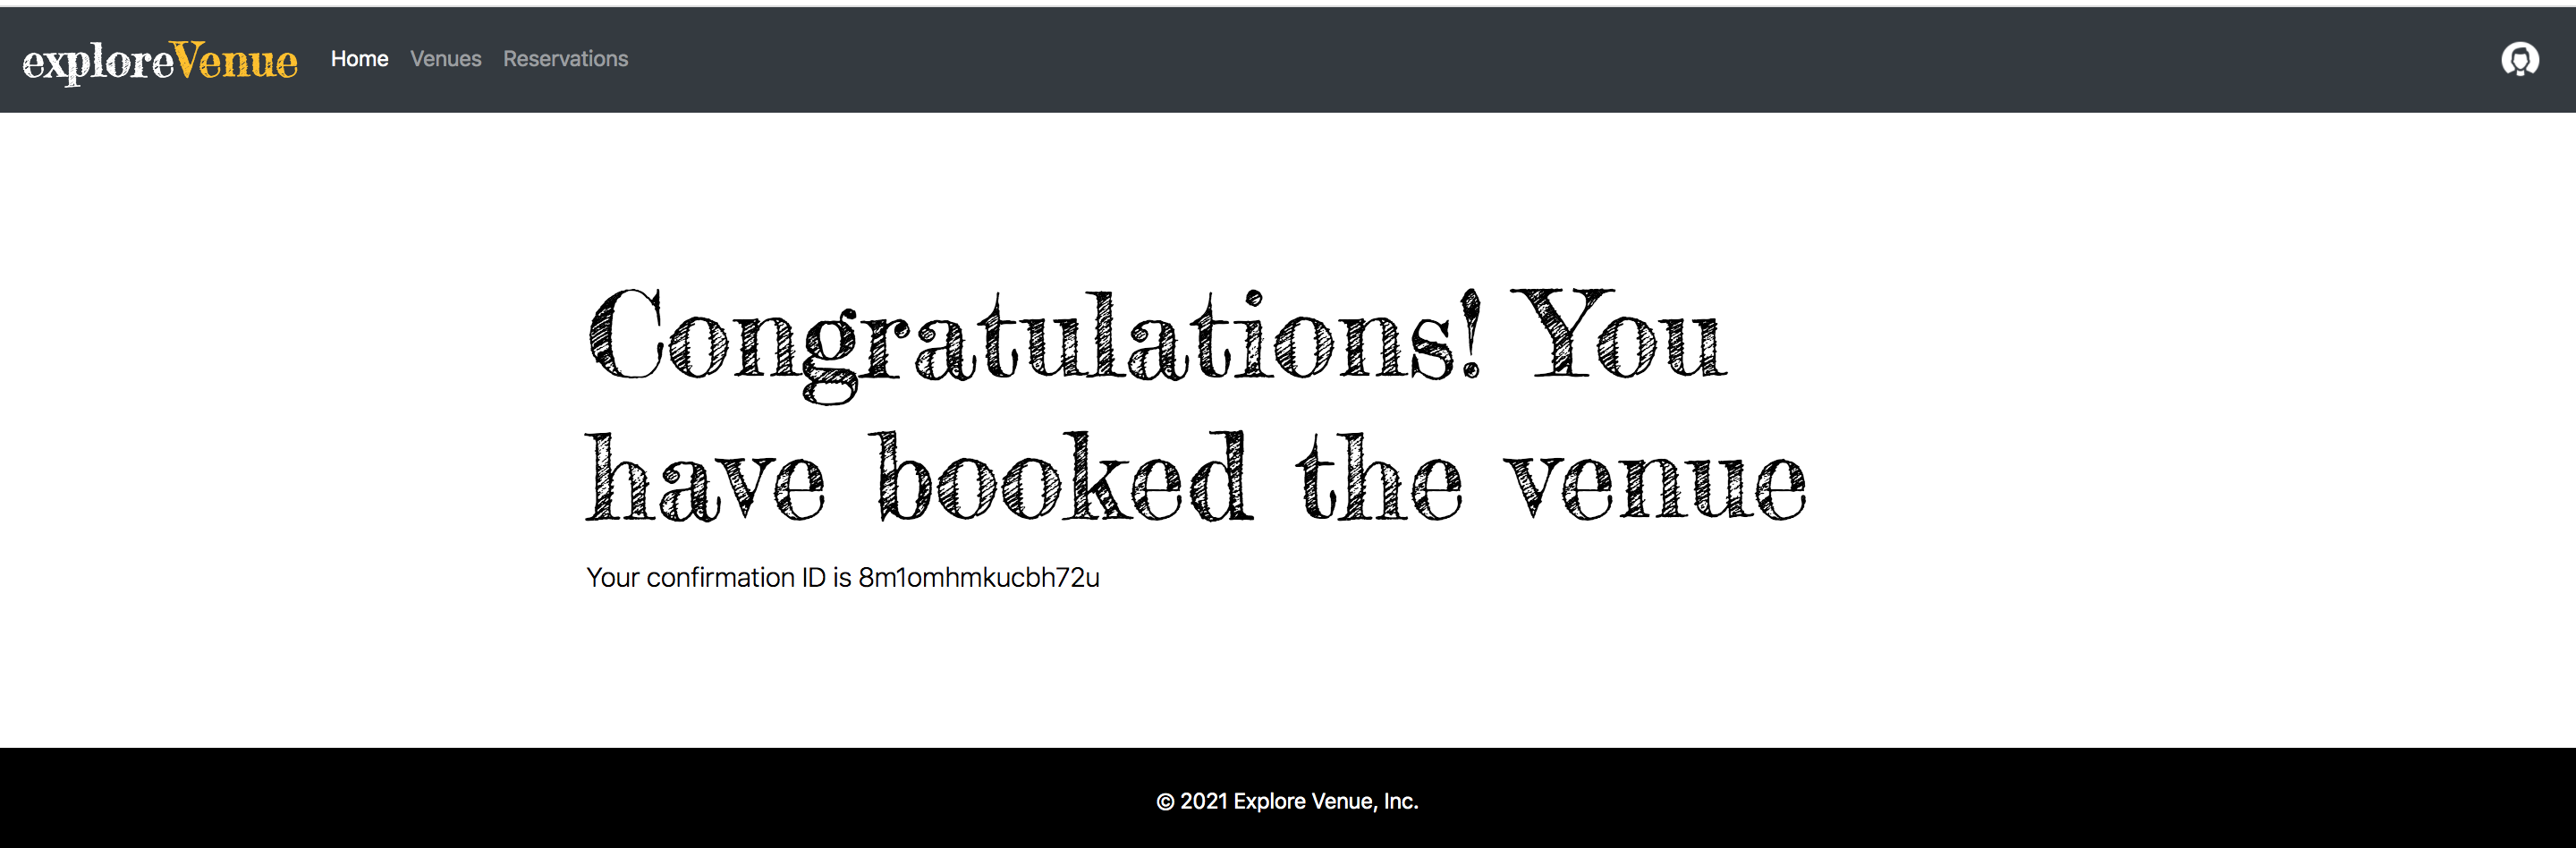 exploreVenue Home Venues Reservations
Congratulations! You
have booked the venue
Your confirmation ID is 8m1omhmkucbh72u
© 2021 Explore Venue, Inc.